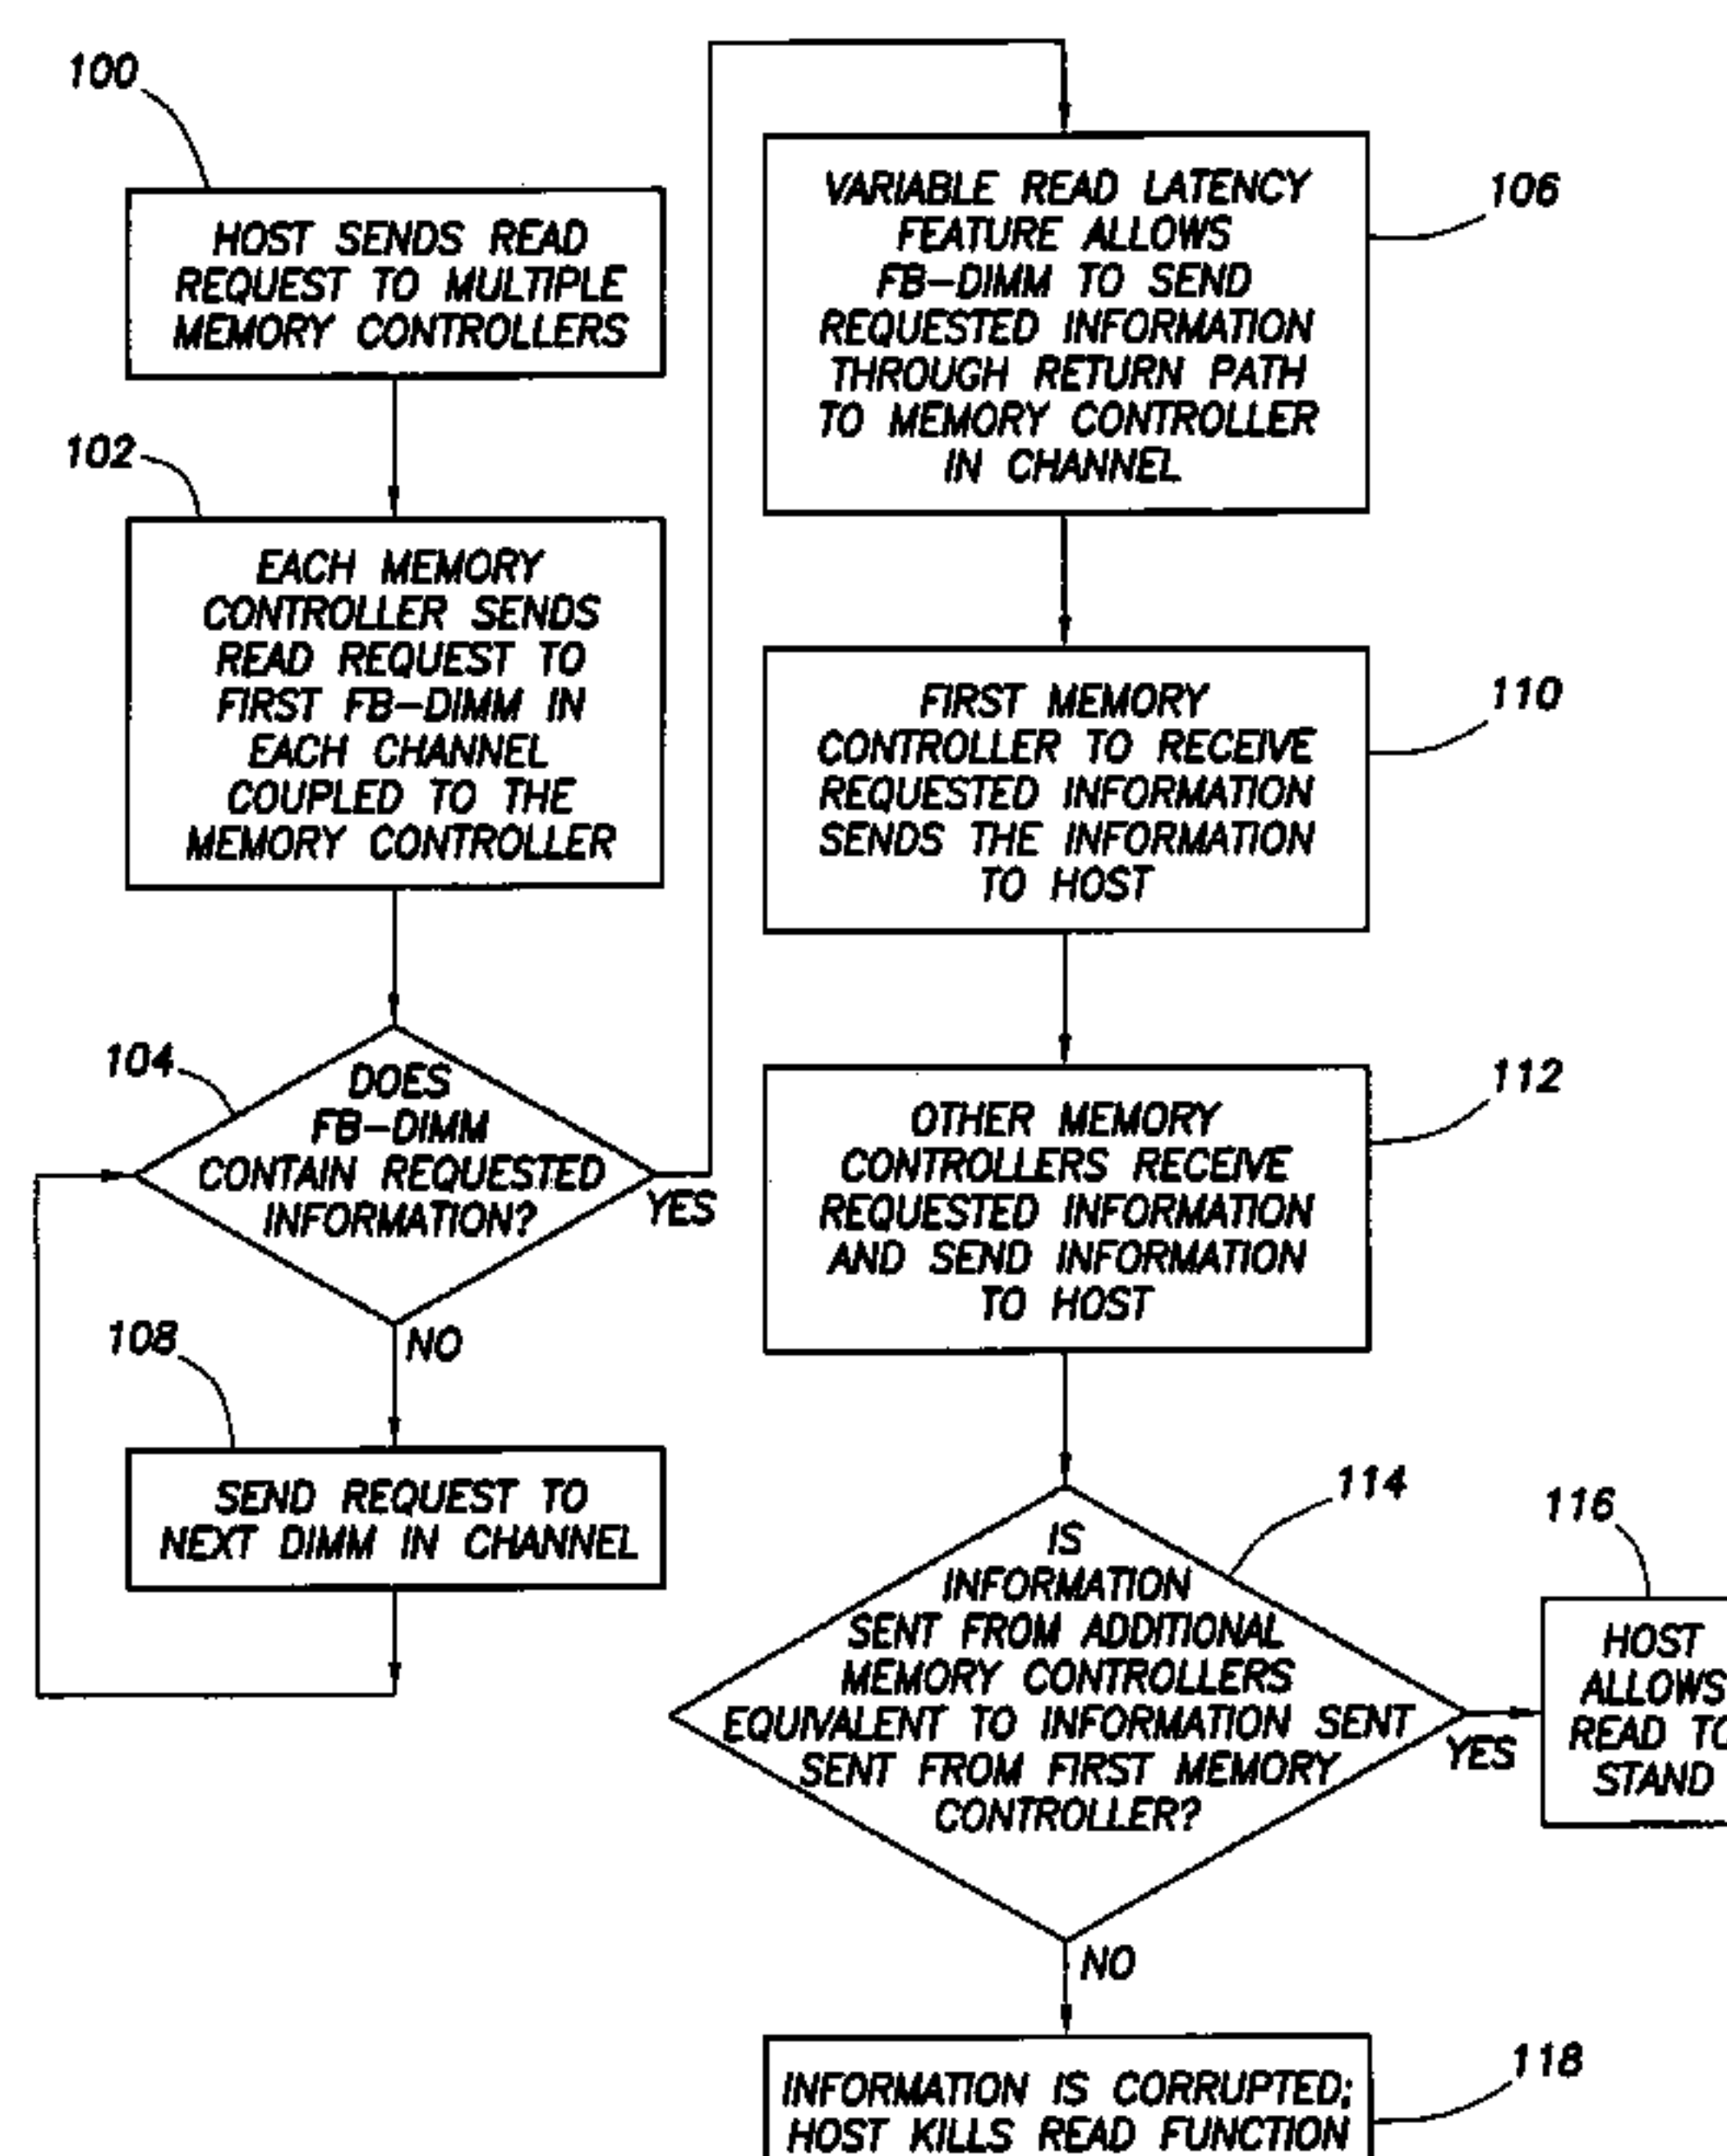 100
HOST SENDS READ
REQUEST TO MULTIPLE
MEMORY CONTROLLERS
102
EACH MEMORY
CONTROLLER SENDS
READ REQUEST TO
FIRST FB-DIMM IN
EACH CHANNEL
COUPLED TO THE
MEMORY CONTROLLER
104
DOES
FB-DIMM
CONTAIN REQUESTED
INFORMATION?
YES
NO
108
SEND REQUEST TO
NEXT DIMM IN CHANNEL
106
VARIABLE READ LATENCY
FEATURE ALLOWS
FB-DIMM TO SEND
REQUESTED INFORMATION
THROUGH RETURN PATH
TO MEMORY CONTROLLER
IN CHANNEL
110
FIRST MEMORY
CONTROLLER TO RECEIVE
REQUESTED INFORMATION
SENDS THE INFORMATION
TO HOST
112
OTHER MEMORY
CONTROLLERS RECEIVE
REQUESTED INFORMATION
AND SEND INFORMATION
TO HOST
114
IS
INFORMATION
SENT FROM ADDITIONAL
MEMORY CONTROLLERS
EQUIVALENT TO INFORMATION SENT
SENT FROM FIRST MEMORY
CONTROLLER?
YES
NO
116
HOST
ALLOWS
READ TO
STAND
118
INFORMATION IS CORRUPTED;
HOST KILLS READ FUNCTION